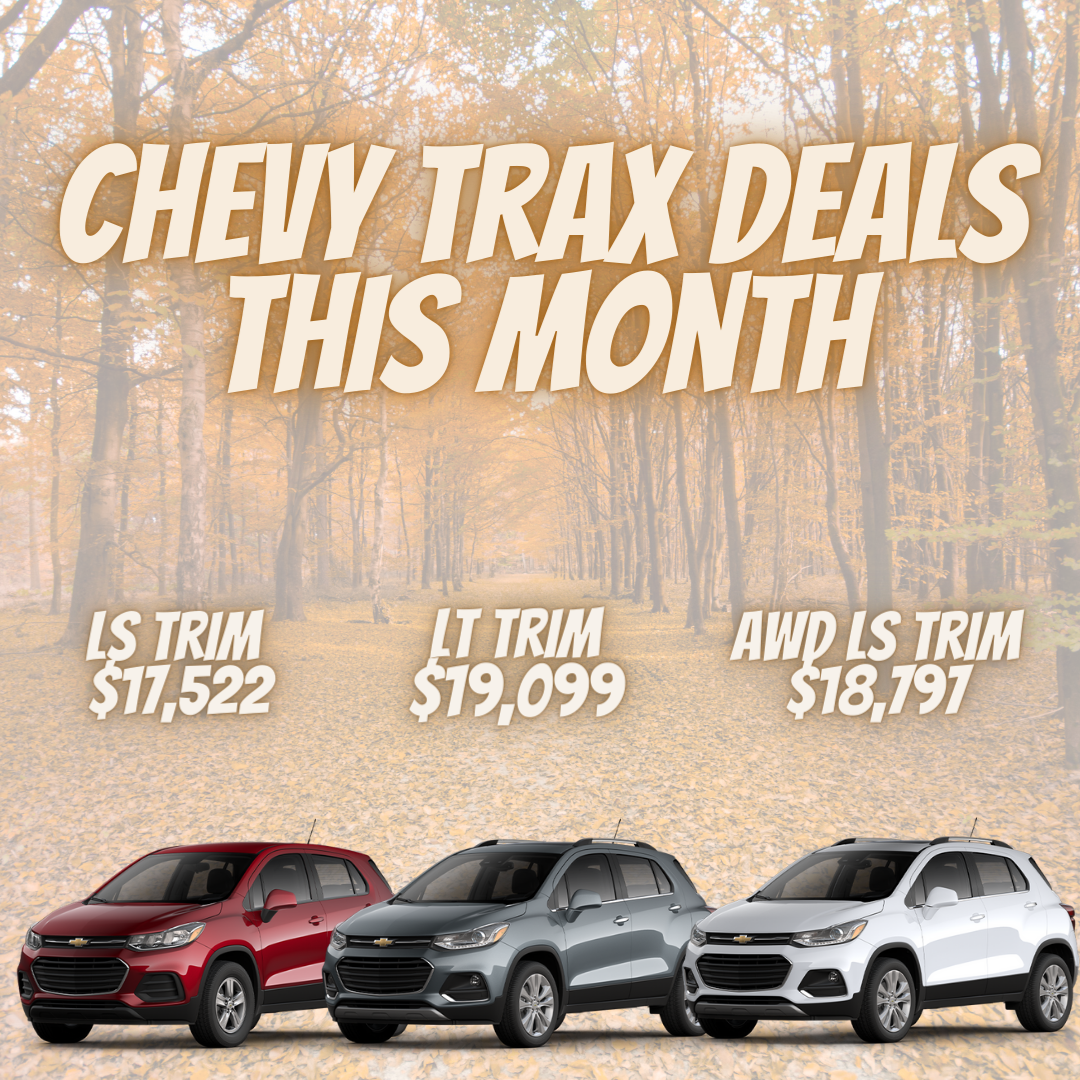 CHEVY TRAX DEALS
THIS MONTH
LS TRIM
$17,522
LT TRIM
$19,099
AWD LS TRIM
$18,797